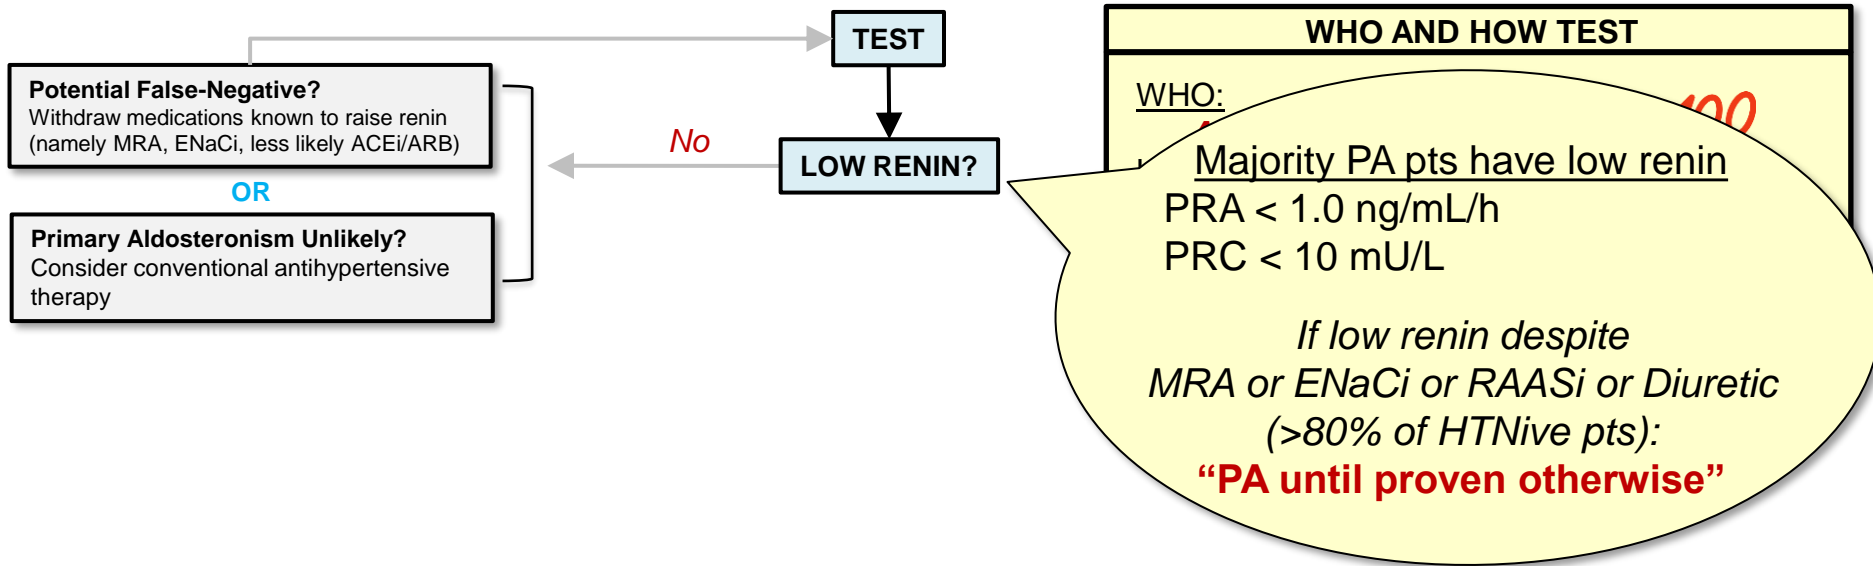 TEST
Potential False-Negative?
Withdraw medications known to raise renin
(namely MRA, ENaCi, less likely ACEi/ARB)
OR
Primary Aldosteronism Unlikely?
Consider conventional antihypertensive
therapy
No
LOW RENIN?
WHO AND HOW TEST
WHO:
Majority PA pts have low renin
PRA < 1.0 ng/mL/h
PRC < 10 mU/L
If low renin despite
MRA or ENaCi or RAASi or Diuretic
(>80% of HTNive pts):
“PA until proven otherwise”